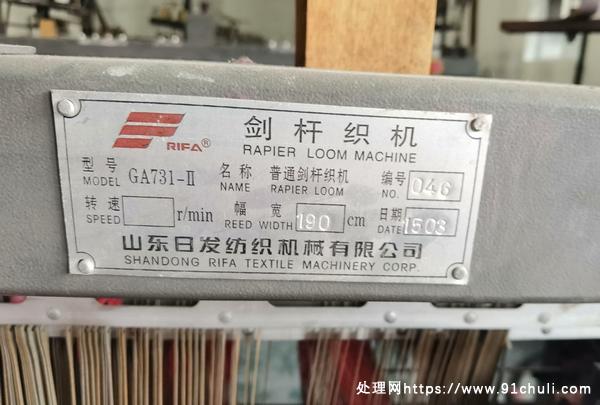 RIFA®
剑杆织机
RAPIER LOOM MACHINE
型号 GA731-II 名称 普通剑杆织机 编号 046
MODEL NAME RAPIER LOOM NO.
转速 r/min 幅宽 190 cm 日期 1503
SPEED REED WIDTH DATE
山东日发纺织机械有限公司
SHANDONG RIFA TEXTILE MACHINERY CORP.
处理网https://www.91chuli.com